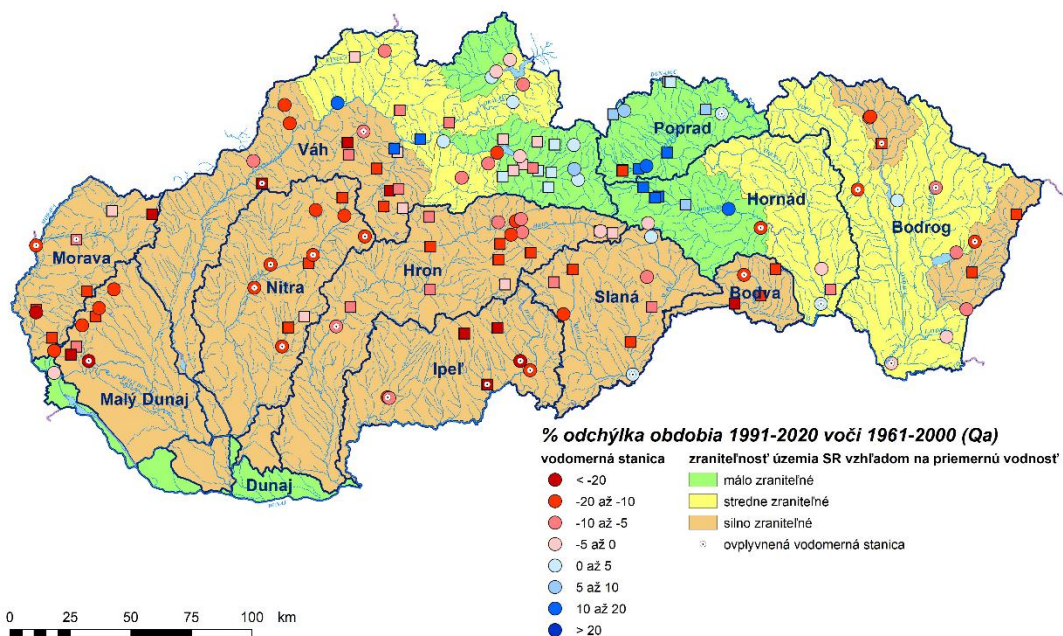 Poprad
Váh
Hornád
Bodrog
Morava
Hron
Nitra
Slaná
Bodva
Ipeľ
Malý Dunaj
Dunaj
% odchýlka obdobia 1991-2020 voči 1961-2000 (Qa)
vodomerná stanica
< -20
-20 až -10
-10 až -5
-5 až 0
0 až 5
5 až 10
10 až 20
> 20
zraniteľnosť územia SR vzhľadom na priemernú vodnosť
málo zraniteľné
stredne zraniteľné
silno zraniteľné
ovplyvnená vodomerná stanica
0 25 50 75 100 km